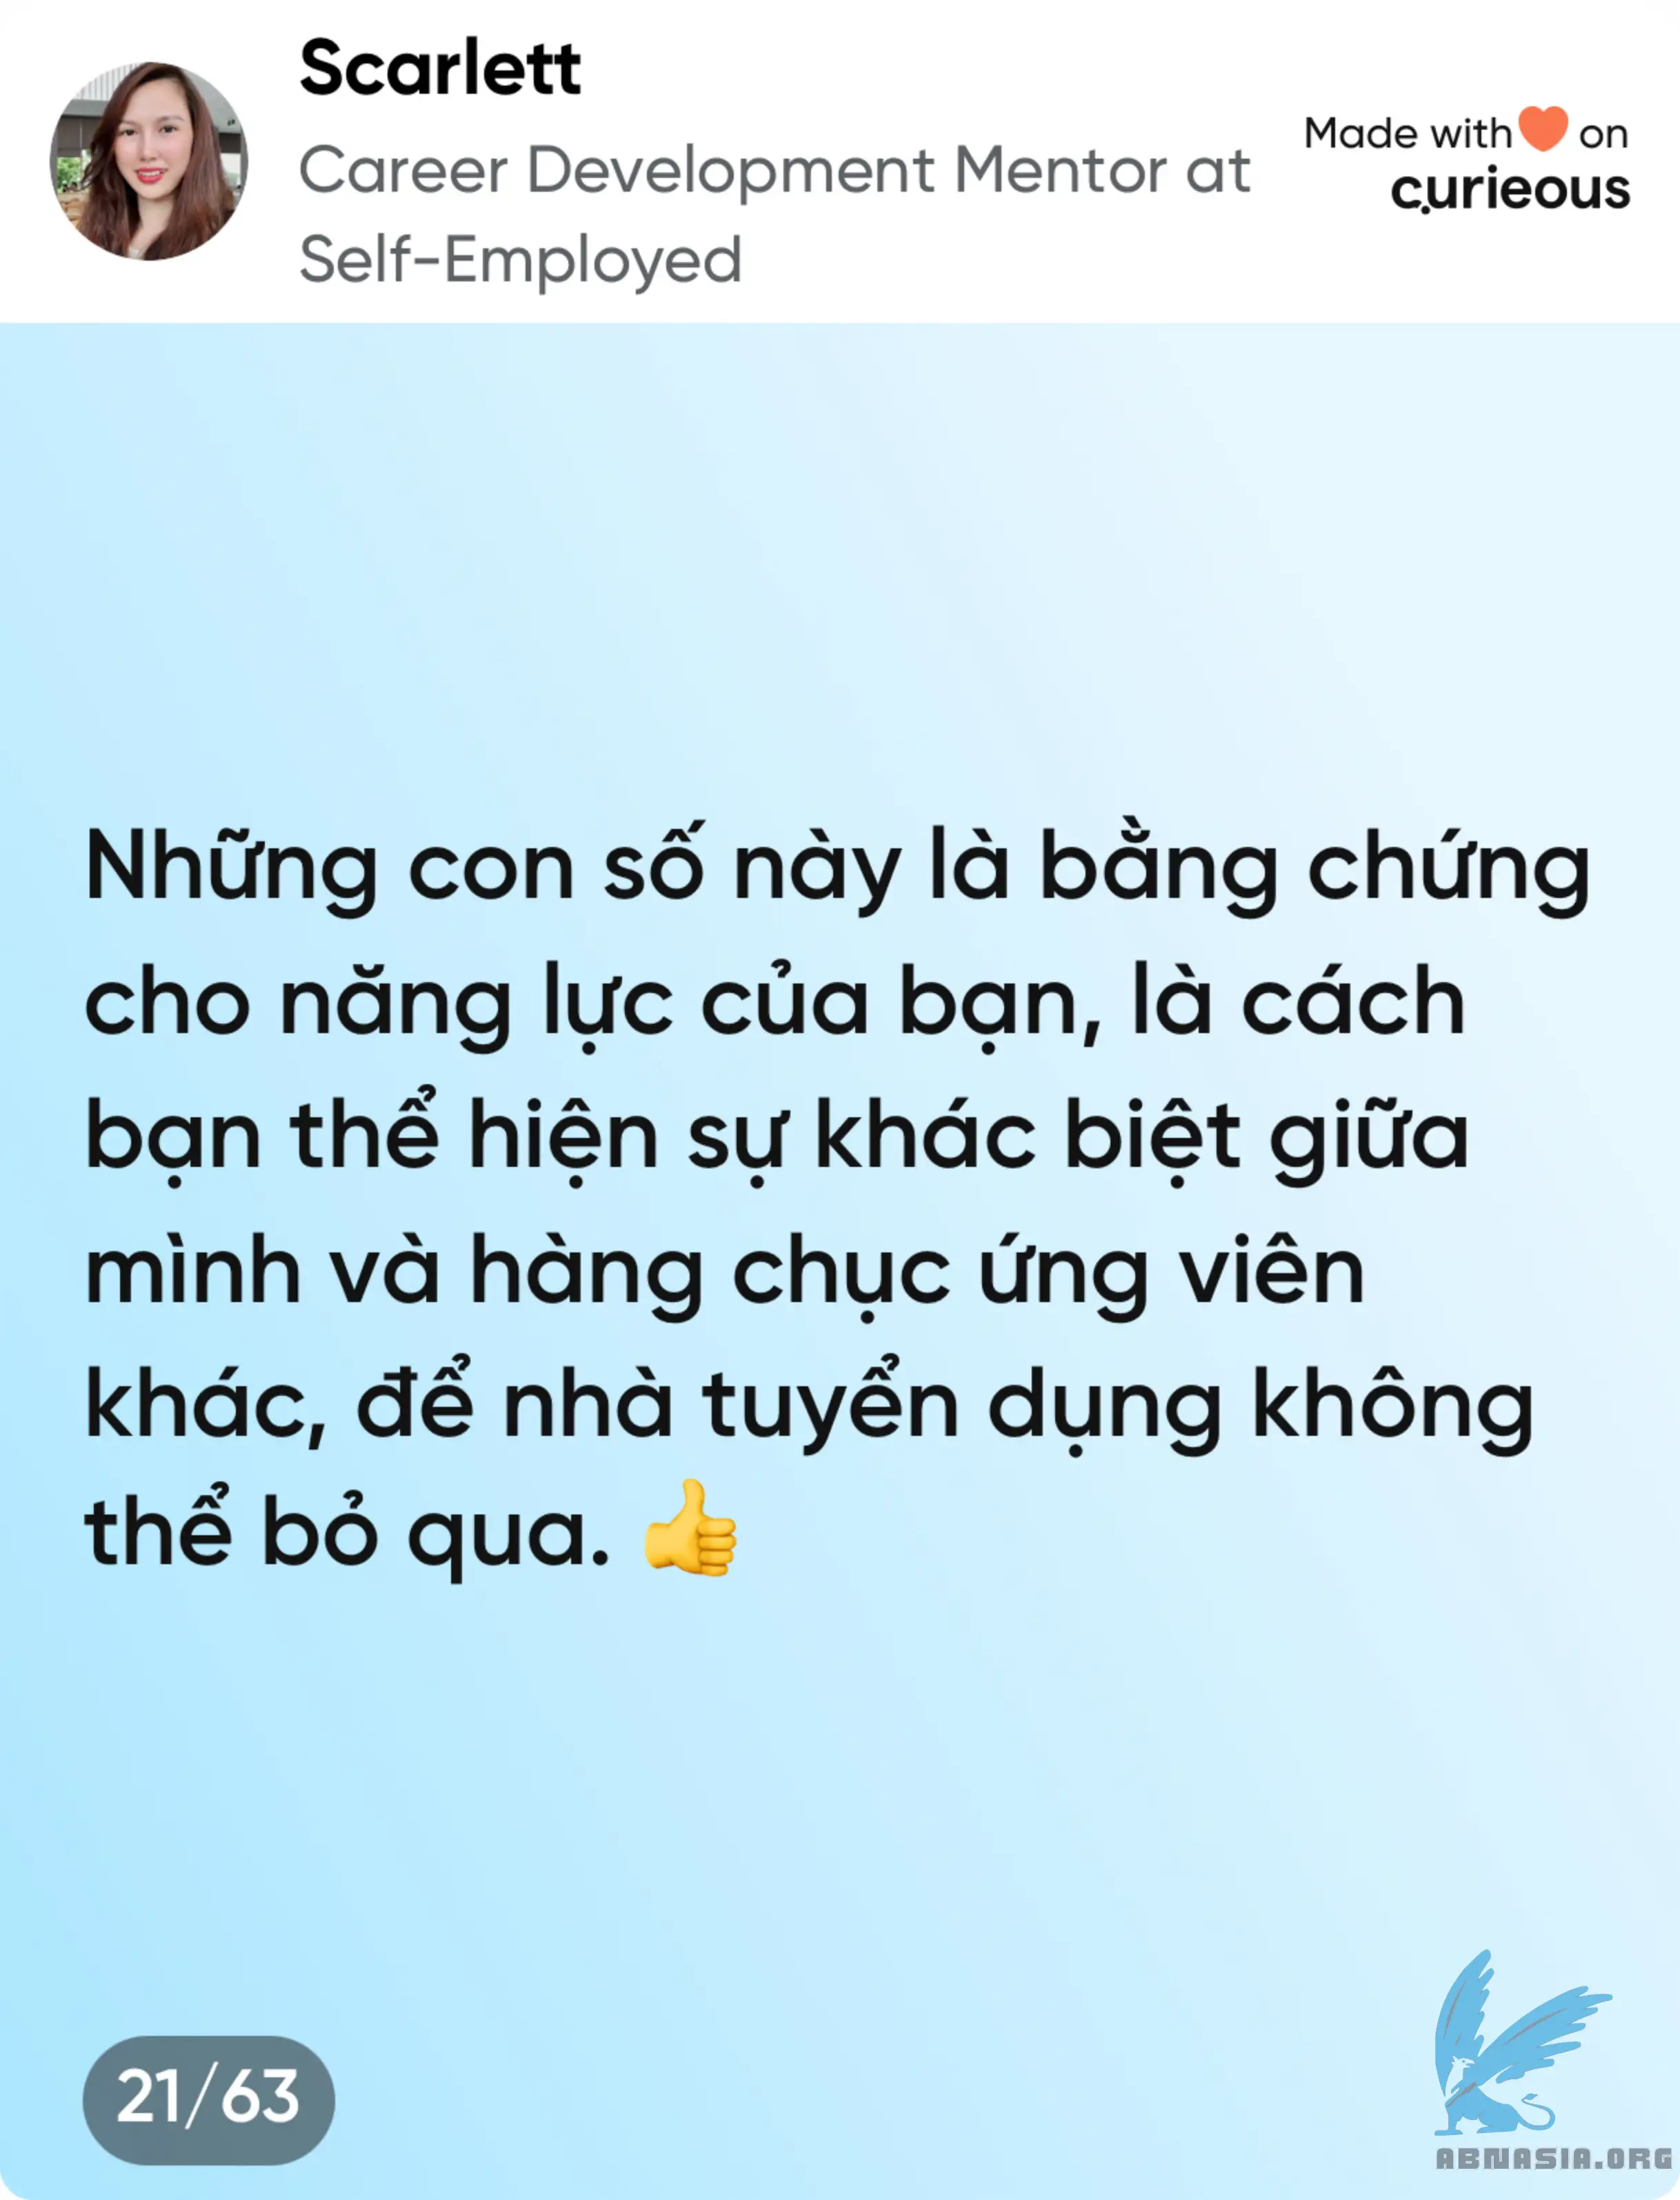 Scarlett
Career Development Mentor at
Self-Employed
Made with🧡 on
curieous
Những con số này là bằng chứng
cho năng lực của bạn, là cách
bạn thể hiện sự khác biệt giữa
mình và hàng chục ứng viên
khác, để nhà tuyển dụng không
thể bỏ qua. 👍
21/63
ABNASIA.ORG